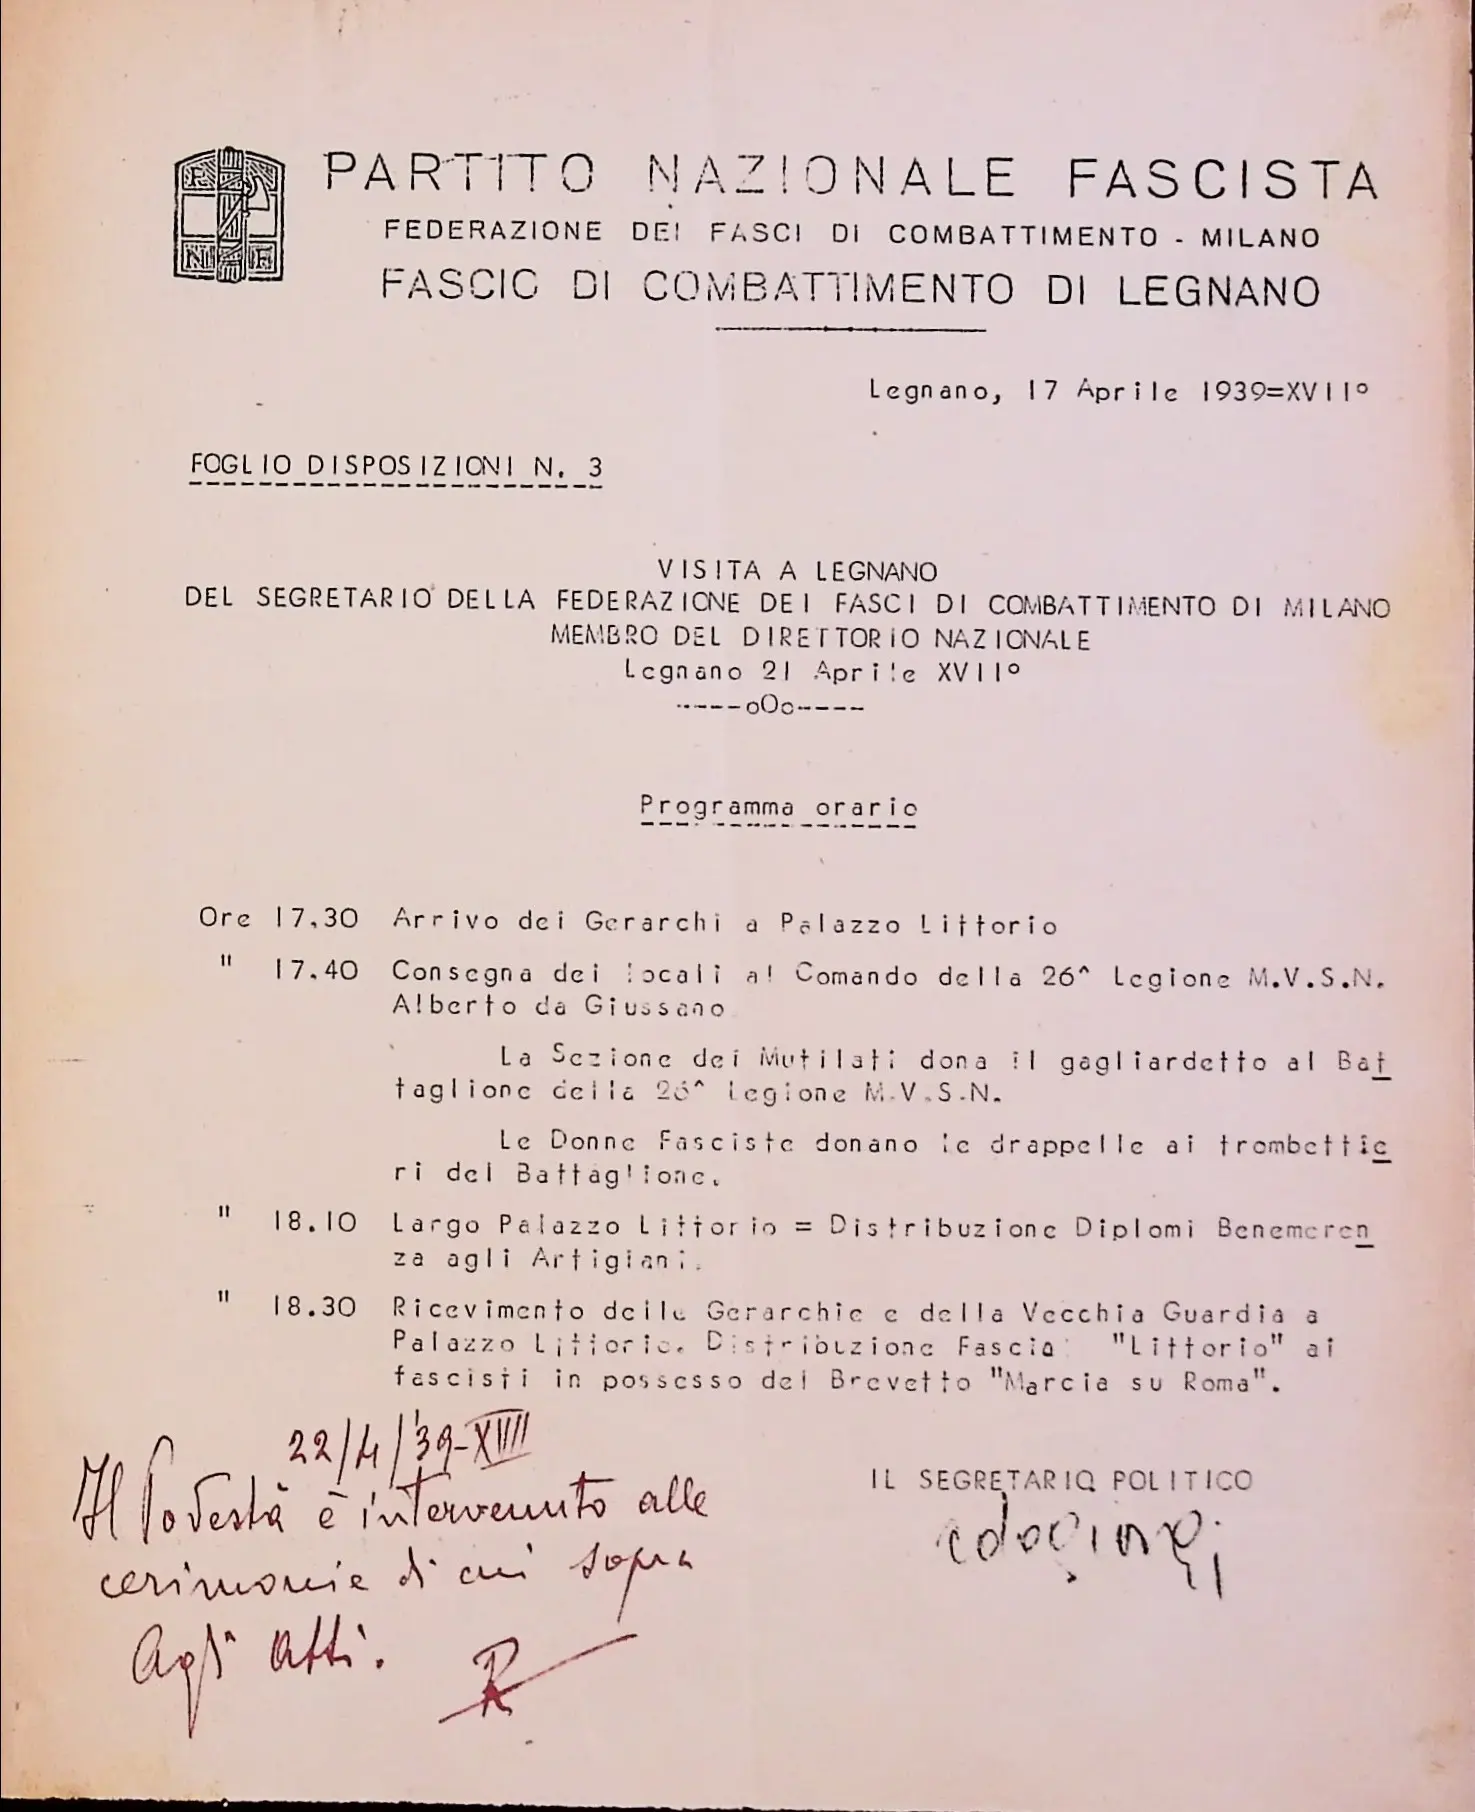 PARTITO NAZIONALE FASCISTA
FEDERAZIONE DEI FASCI DI COMBATTIMENTO - MILANO
FASCIO DI COMBATTIMENTO DI LEGNANO
P N F
Legnano, 17 Aprile 1939=XVII°
FOGLIO DISPOSIZIONI N. 3
VISITA A LEGNANO
DEL SEGRETARIO DELLA FEDERAZIONE DEI FASCI DI COMBATTIMENTO DI MILANO
MEMBRO DEL DIRETTORIO NAZIONALE
Legnano 21 Aprile XVII°
-----oOo-----
Programma orario
Ore 17,30 Arrivo dei Gerarchi a Palazzo Littorio
" 17.40 Consegna dei locali al Comando della 26^ Legione M.V.S.N.
Alberto da Giussano
La Sezione dei Mutilati dona il gagliardetto al Bat
taglione della 26^ Legione M.V.S.N.
Le Donne Fasciste donano le drappelle ai trombettie
ri del Battaglione.
" 18.10 Largo Palazzo Littorio = Distribuzione Diplomi Benemeren
za agli Artigiani.
" 18.30 Ricevimento delle Gerarchie e della Vecchia Guardia a
Palazzo Littorio. Distribuzione Fascia "Littorio" ai
fascisti in possesso del Brevetto "Marcia su Roma".
22/4/39-XVII
Il Podestà è intervenuto alle
cerimonie di cui sopra
Agli atti.
IL SEGRETARIO POLITICO